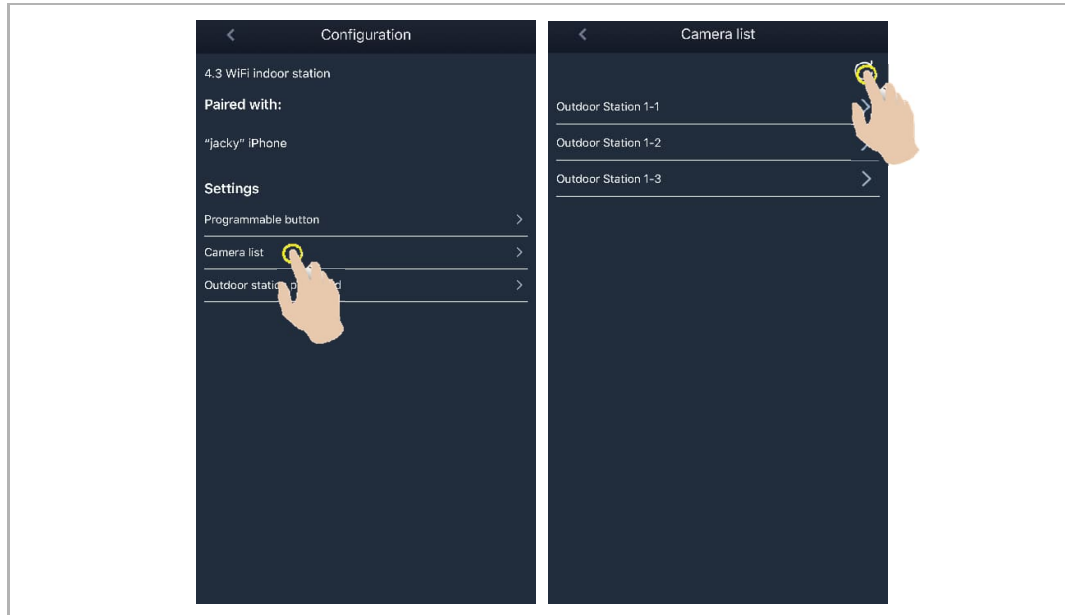 Configuration
4.3 WiFi indoor station
Paired with:
"jacky" iPhone
Settings
Programmable button
Camera list
Outdoor
Camera list
Outdoor Station 1-1
Outdoor Station 1-2
Outdoor Station 1-3